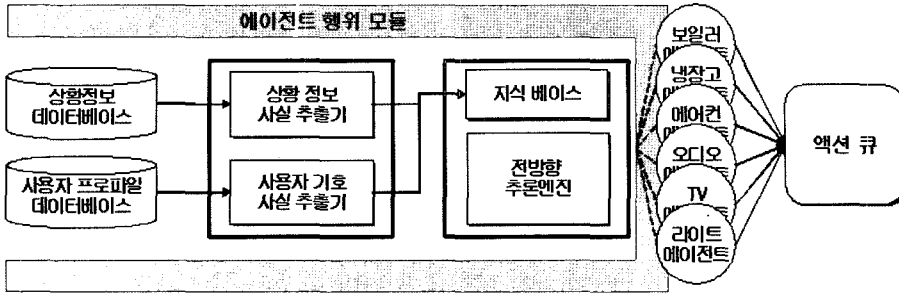 에이전트 행위 모듈
상황정보
데이터베이스
사용자 프로파일
데이터베이스
상황 정보
사실 추출기
사용자 기호
사실 추출기
지식 베이스
전방향
추론엔진
보일러
냉장고
에어컨
오디오
TV
라이트
에이전트
액션 큐